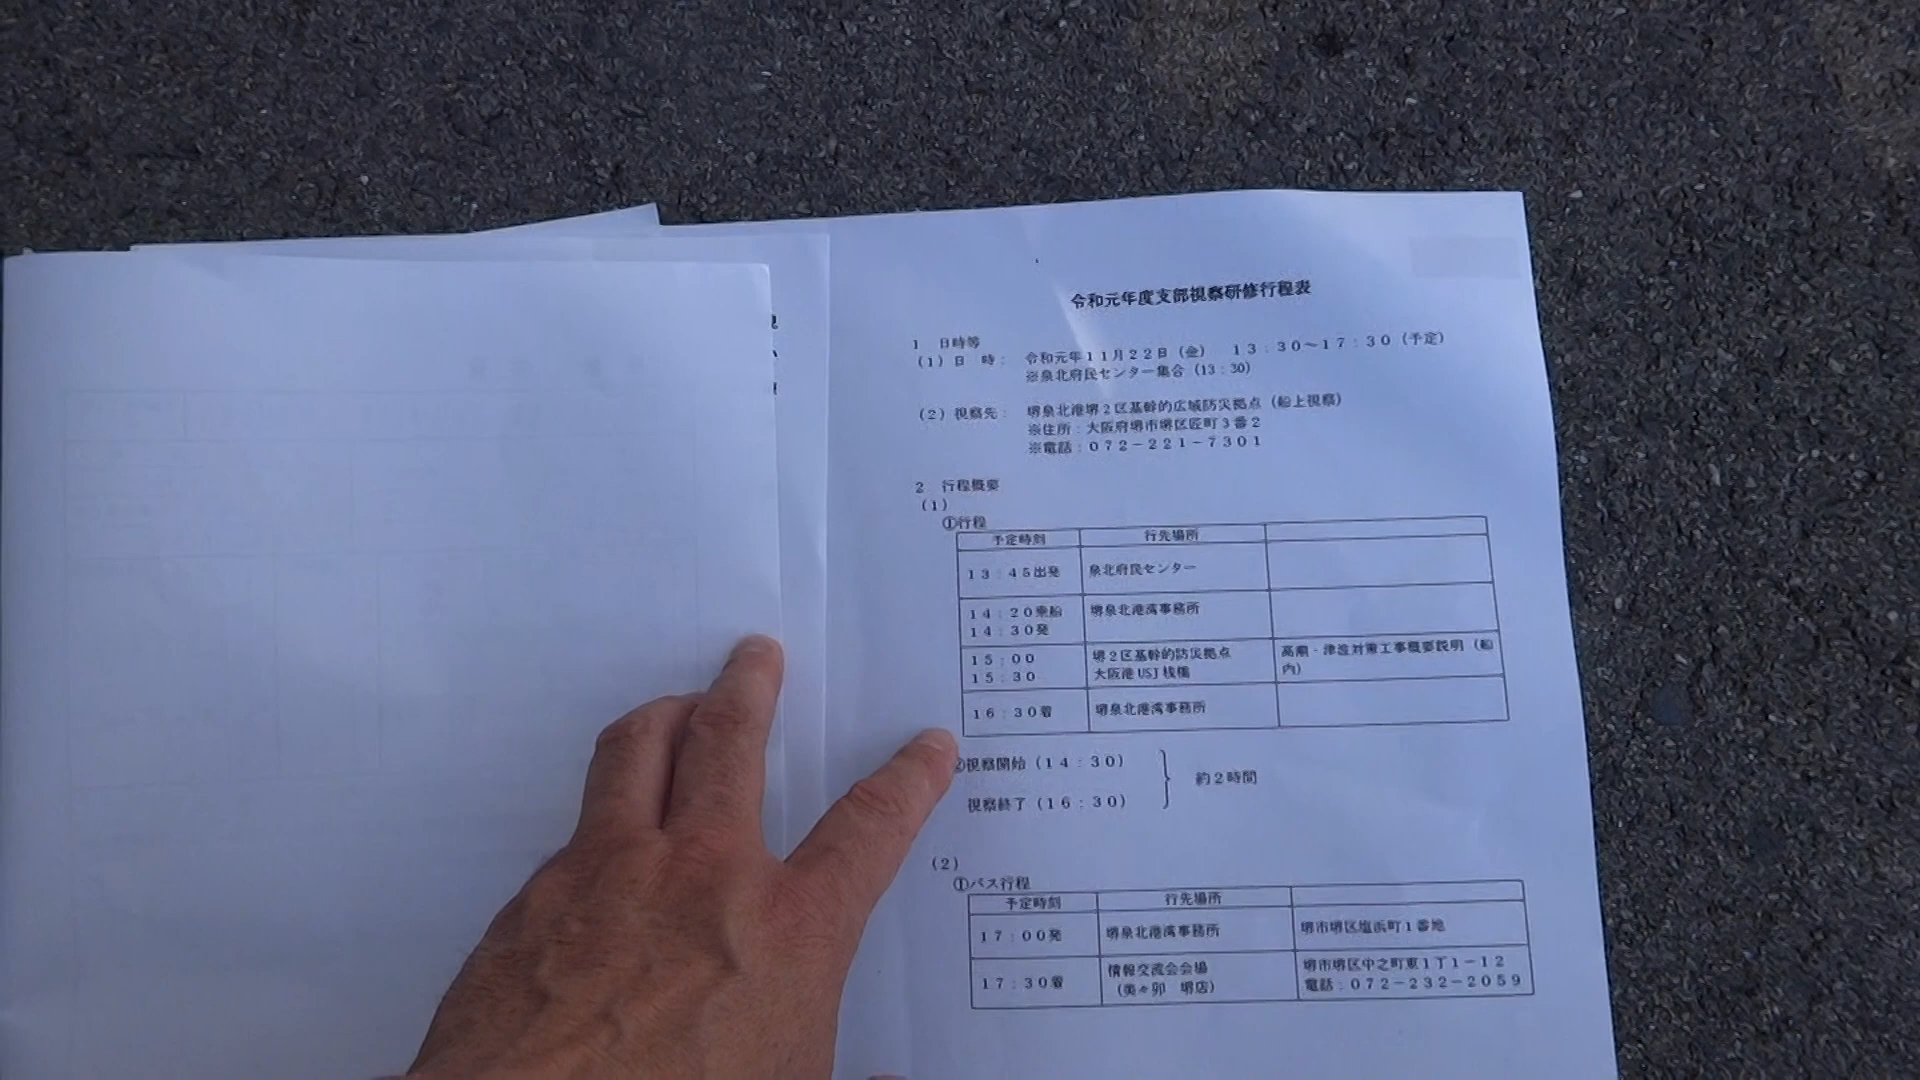 令和元年度支部視察研修行程表
1 日時等
(1)日 時: 令和元年11月22日(金) 13:30~17:30(予定)
※泉北府民センター集合(13:30)
(2)視察先: 堺泉北港堺2区基幹的広域防災拠点(船上視察)
※住所:大阪府堺市堺区匠町3番2
※電話:072-221-7301
2 行程概要
(1)
①行程
予定時刻 行先場所
13:45出発 泉北府民センター
14:20乗船 堺泉北港湾事務所
14:30発
15:00 堺2区基幹的防災拠点 高潮・津波対策工事概要説明(船
15:30 大阪港USJ桟橋 内)
16:30着 堺泉北港湾事務所
②視察開始(14:30)
約2時間
視察終了(16:30)
(2)
①バス行程
予定時刻 行先場所
17:00発 堺泉北港湾事務所 堺市堺区塩浜町1番地
17:30着 情報交流会会場 堺市堺区中之町東1丁1-12
(美々卯 堺店) 電話:072-232-2059